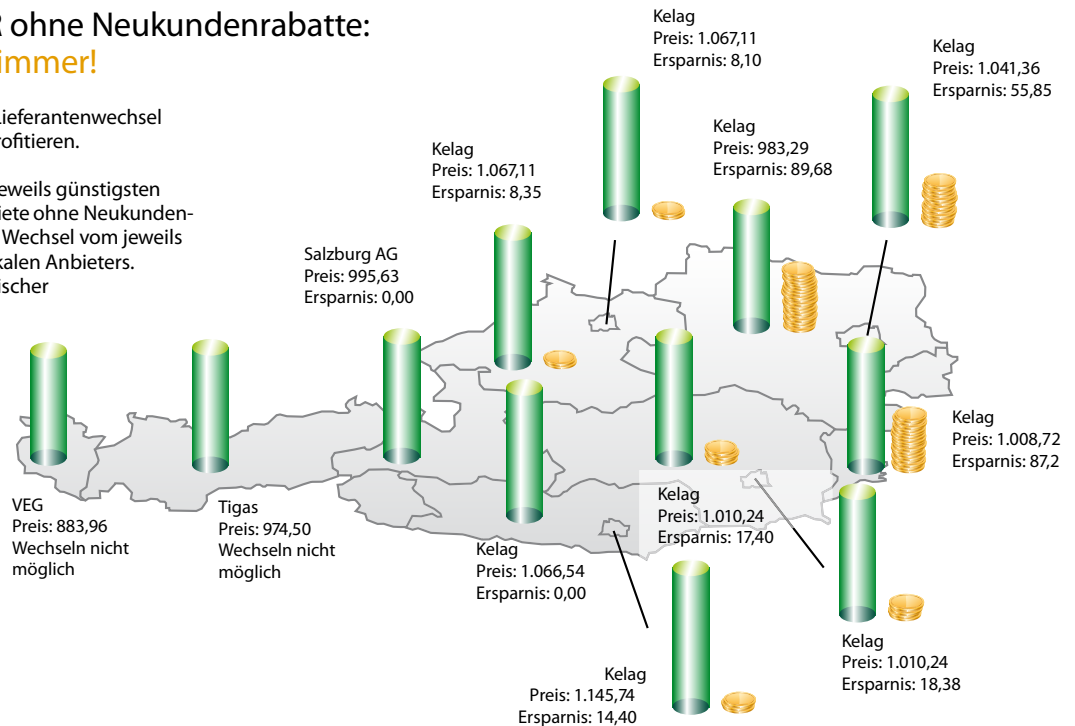 R ohne Neukundenrabatte:
immer!
Lieferantenwechsel
rofitieren.
eweils günstigsten
iete ohne Neukunden-
Wechsel vom jeweils
kalen Anbieters.
ischer
Kelag
Preis: 1.067,11
Ersparnis: 8,10
Kelag
Preis: 1.041,36
Ersparnis: 55,85
Kelag
Preis: 983,29
Ersparnis: 89,68
Kelag
Preis: 1.067,11
Ersparnis: 8,35
Salzburg AG
Preis: 995,63
Ersparnis: 0,00
Kelag
Preis: 1.008,72
Ersparnis: 87,2
VEG
Preis: 883,96
Wechseln nicht
möglich
Tigas
Preis: 974,50
Wechseln nicht
möglich
Kelag
Preis: 1.066,54
Ersparnis: 0,00
Kelag
Preis: 1.010,24
Ersparnis: 17,40
Kelag
Preis: 1.145,74
Ersparnis: 14,40
Kelag
Preis: 1.010,24
Ersparnis: 18,38